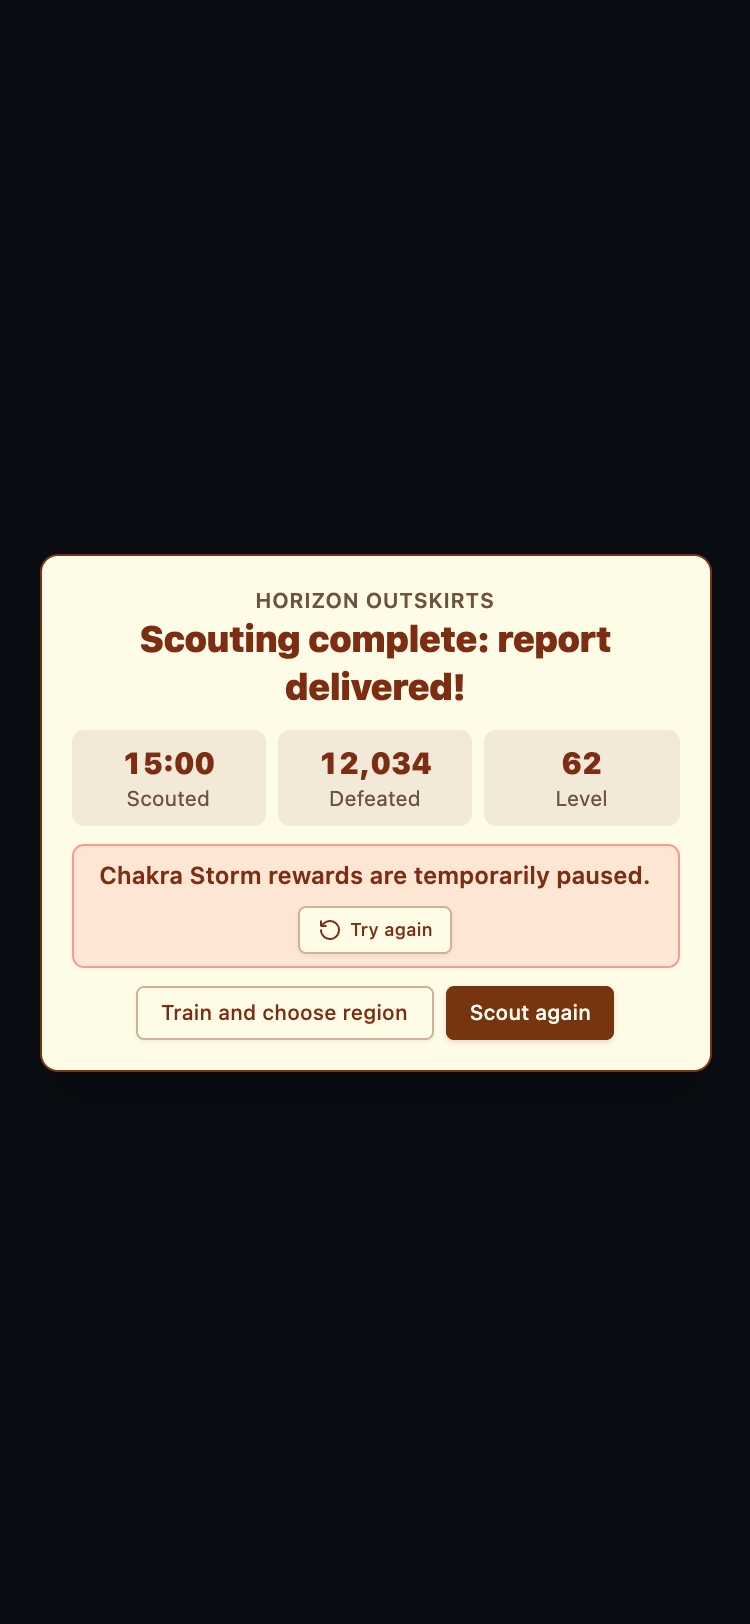 HORIZON OUTSKIRTS
Scouting complete: report
delivered!
15:00
Scouted
12,034
Defeated
62
Level
Chakra Storm rewards are temporarily paused.
Try again
Train and choose region
Scout again